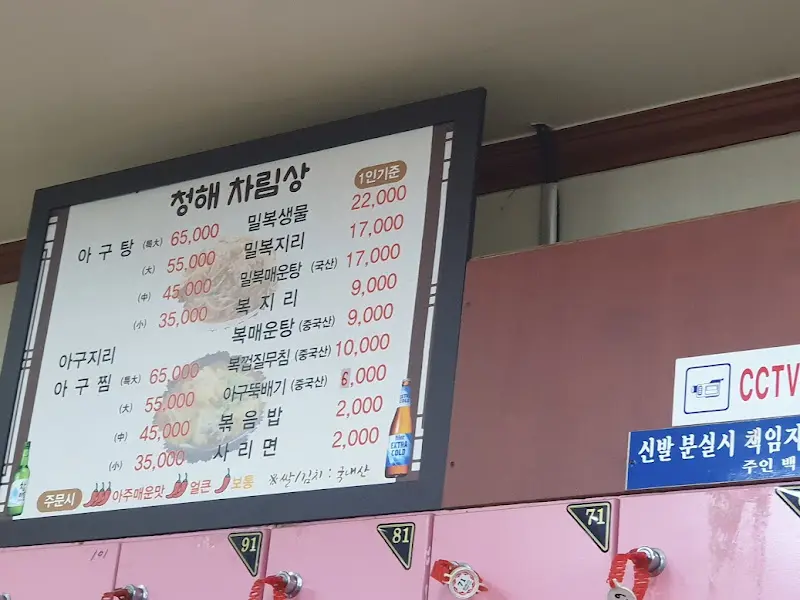 청해 차림상
1인기준
아구탕 (특大) 65,000
(大) 55,000
(中) 45,000
(小) 35,000
아구지리
아구찜 (특大) 65,000
(大) 55,000
(中) 45,000
(小) 35,000
밀복생물 22,000
밀복지리 17,000
밀복매운탕 (국산) 17,000
복지리 9,000
복매운탕 (중국산) 9,000
복껍질무침 (중국산) 10,000
아구뚝배기 (중국산) 6,000
볶음밥 2,000
사리면 2,000
주문시 아주매운맛 얼큰 보통
※쌀/김치: 국내산
EXTRA
COLD
CCTV
신발 분실시 책임지
주인 백
101
91
81
71